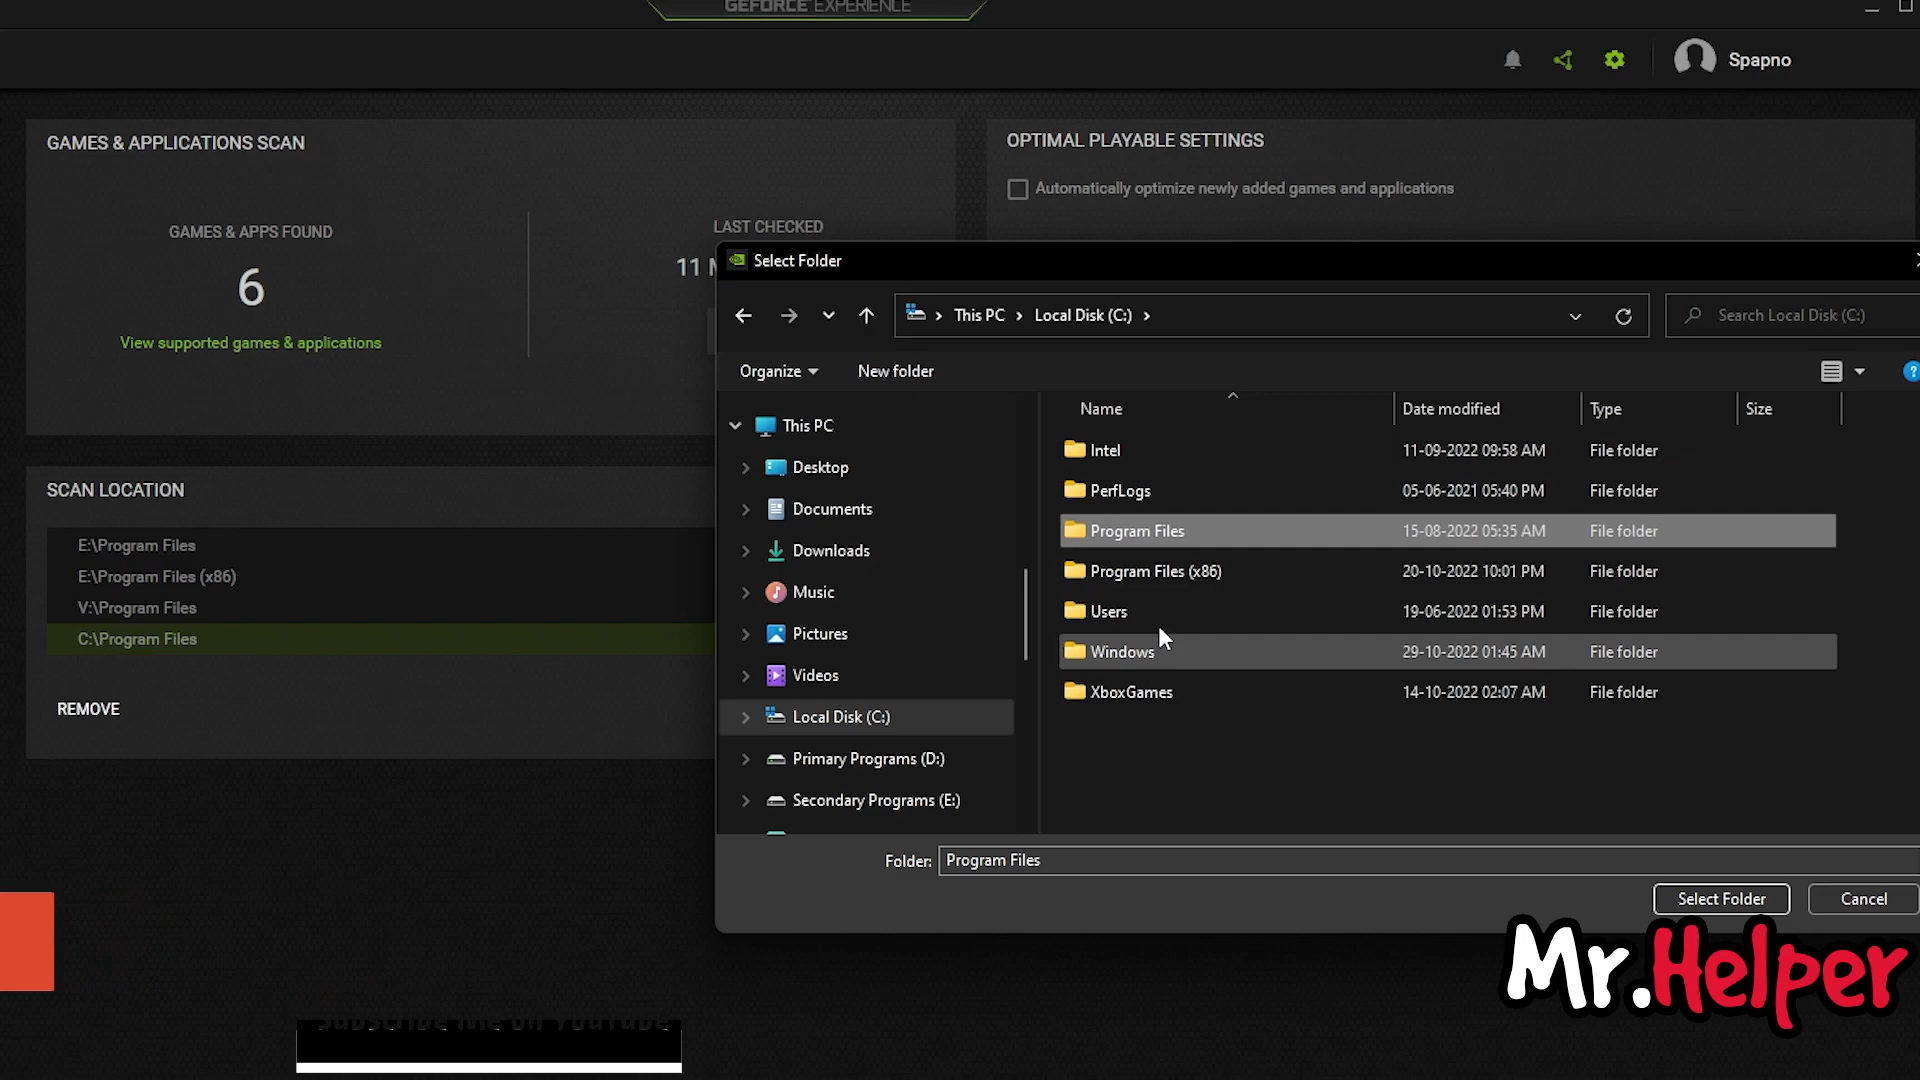 GEFORCE EXPERIENCE
Spapno
GAMES & APPLICATIONS SCAN
GAMES & APPS FOUND
6
View supported games & applications
LAST CHECKED
11
OPTIMAL PLAYABLE SETTINGS
Automatically optimize newly added games and applications
SCAN LOCATION
E:\Program Files
E:\Program Files (x86)
V:\Program Files
C:\Program Files
REMOVE
Select Folder
This PC > Local Disk (C:) >
Search Local Disk (C:)
Organize
New folder
?
This PC
Desktop
Documents
Downloads
Music
Pictures
Videos
Local Disk (C:)
Primary Programs (D:)
Secondary Programs (E:)
Name Date modified Type Size
Intel 11-09-2022 09:58 AM File folder
PerfLogs 05-06-2021 05:40 PM File folder
Program Files 15-08-2022 05:35 AM File folder
Program Files (x86) 20-10-2022 10:01 PM File folder
Users 19-06-2022 01:53 PM File folder
Windows 29-10-2022 01:45 AM File folder
XboxGames 14-10-2022 02:07 AM File folder
Folder: Program Files
Select Folder
Cancel
Mr.Helper
Subscribe Me on YouTube